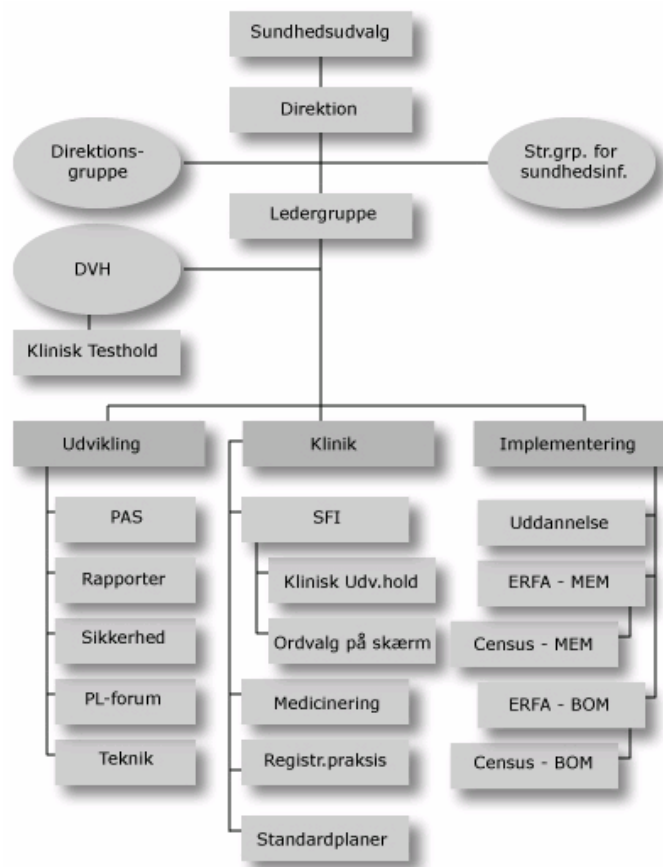 Sundhedsudvalg
Direktion
Direktions-
gruppe
Str.grp. for
sundhedsinf.
Ledergruppe
DVH
Klinisk Testhold
Udvikling
PAS
Rapporter
Sikkerhed
PL-forum
Teknik
Klinik
SFI
Klinisk Udv.hold
Ordvalg på skærm
Medicinering
Registr.praksis
Standardplaner
Implementering
Uddannelse
ERFA - MEM
Census - MEM
ERFA - BOM
Census - BOM